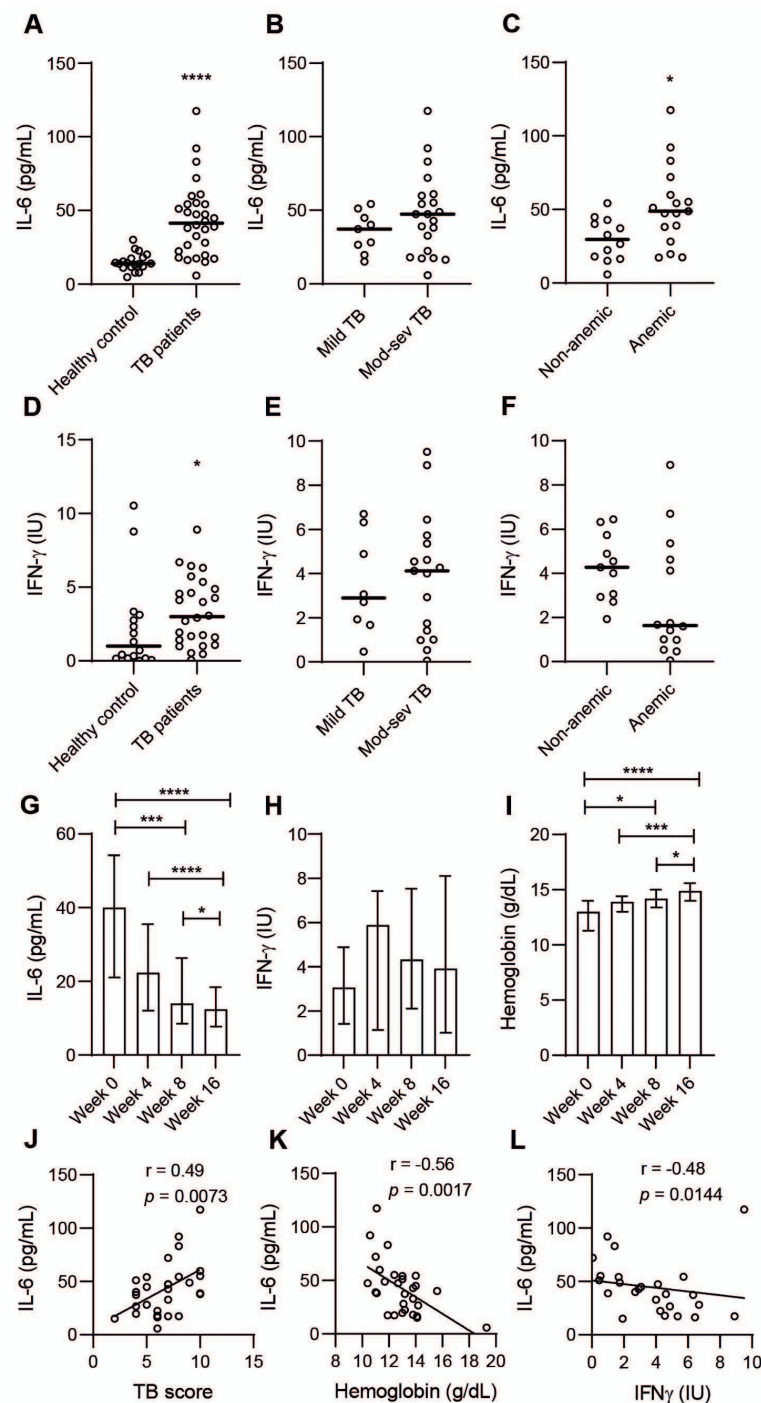 A
B
C
IL-6 (pg/mL)
150
100
50
0
****
Healthy control
TB patients
IL-6 (pg/mL)
150
100
50
0
Mild TB
Mod-sev TB
IL-6 (pg/mL)
150
100
50
0
*
Non-anemic
Anemic
D
E
F
IFN-γ (IU)
15
10
5
0
*
Healthy control
TB patients
IFN-γ (IU)
10
8
6
4
2
0
Mild TB
Mod-sev TB
IFN-γ (IU)
10
8
6
4
2
0
Non-anemic
Anemic
G
H
I
IL-6 (pg/mL)
60
40
20
0
****
***
****
*
Week 0
Week 4
Week 8
Week 16
IFN-γ (IU)
10
8
6
4
2
0
Week 0
Week 4
Week 8
Week 16
Hemoglobin (g/dL)
20
15
10
5
0
****
*
***
*
Week 0
Week 4
Week 8
Week 16
J
K
L
r = 0.49
p = 0.0073
IL-6 (pg/mL)
150
100
50
0
0
5
10
15
TB score
r = -0.56
p = 0.0017
IL-6 (pg/mL)
150
100
50
0
8
10
12
14
16
18
20
Hemoglobin (g/dL)
r = -0.48
p = 0.0144
IL-6 (pg/mL)
150
100
50
0
0
2
4
6
8
10
IFNγ (IU)